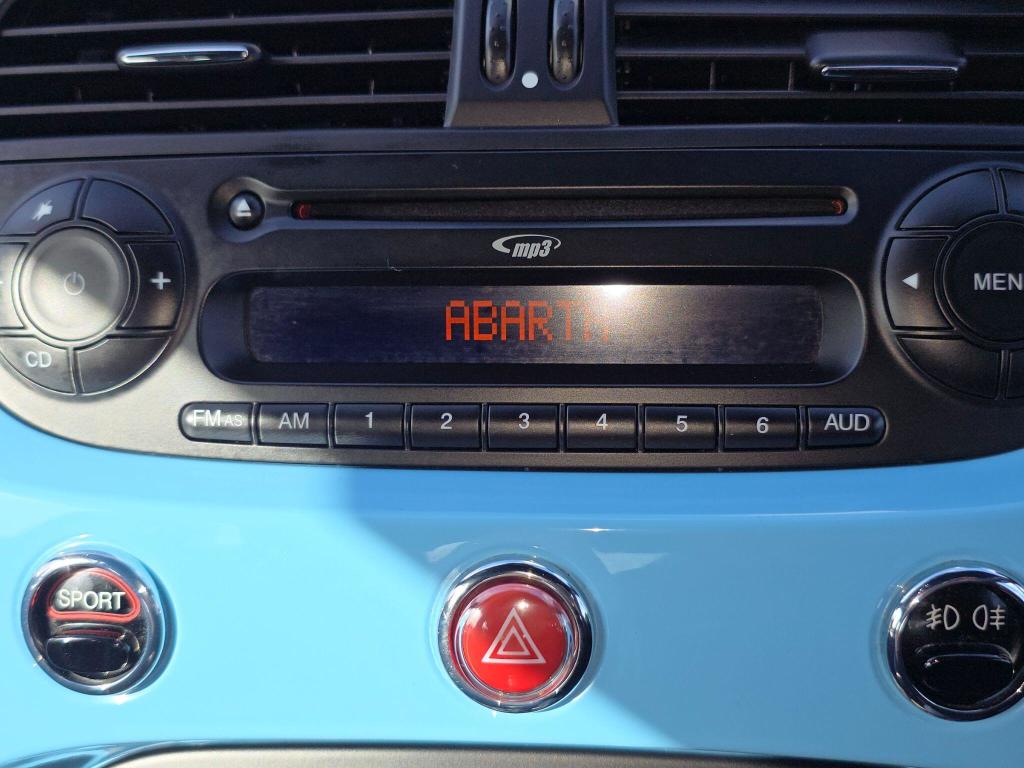 mp3
ABARTH
CD
MEN
FM AS AM 1 2 3 4 5 6 AUD
SPORT